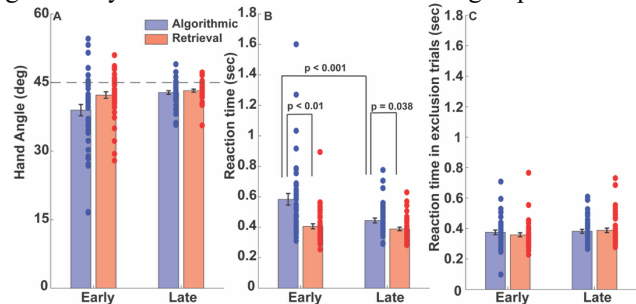 A
Algorithmic
Retrieval
Hand Angle (deg)
60
45
30
15
0
Early
Late
B
Reaction time (sec)
1.8
1.6
1.4
1.2
1
0.8
0.6
0.4
0.2
0
p < 0.001
p < 0.01
p = 0.038
Early
Late
C
Reaction time in exclusion trials (sec)
1.8
1.6
1.4
1.2
1
0.8
0.6
0.4
0.2
0
Early
Late